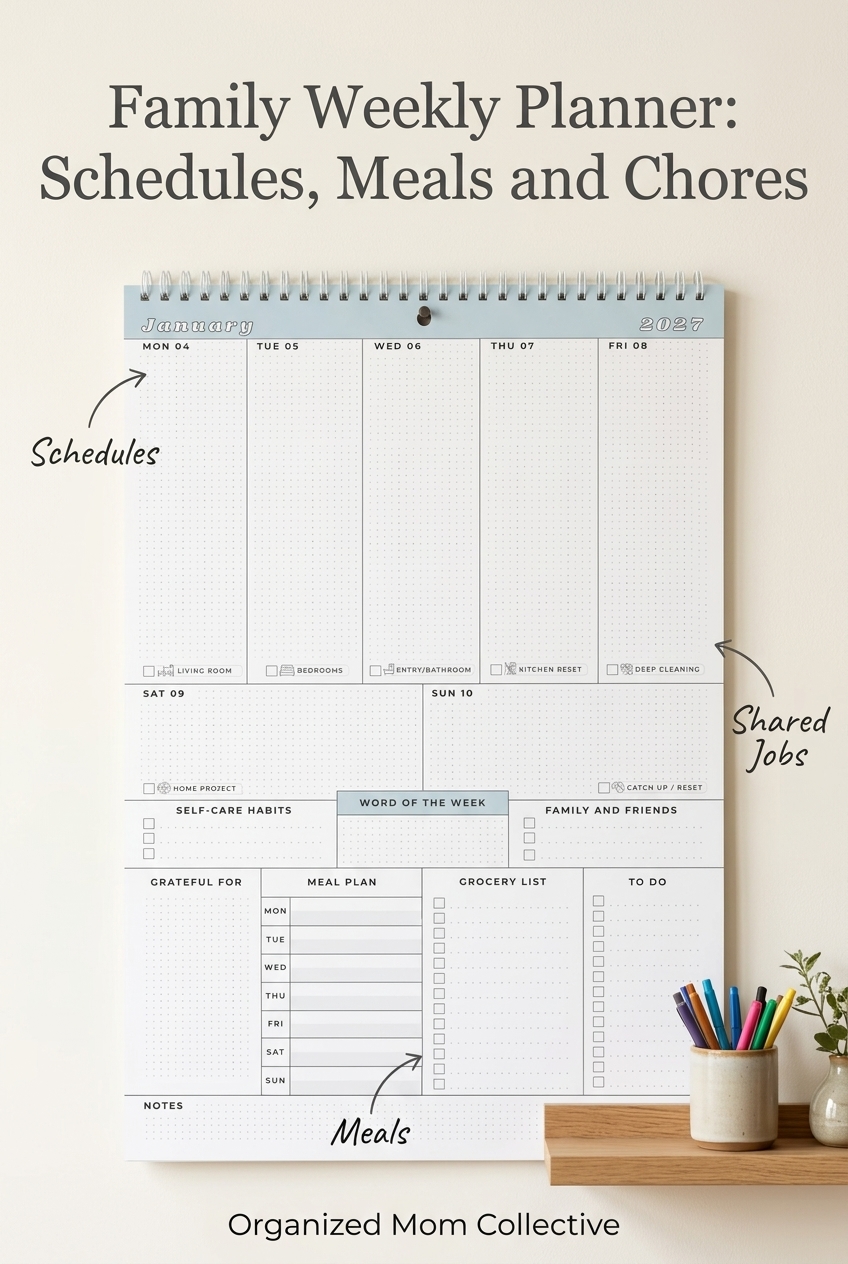 Family Weekly Planner:
Schedules, Meals and Chores
January 2027
MON 04 TUE 05 WED 06 THU 07 FRI 08
Schedules
LIVING ROOM BEDROOMS ENTRY/BATHROOM KITCHEN RESET DEEP CLEANING
SAT 09 SUN 10
Shared
Jobs
HOME PROJECT CATCH UP / RESET
WORD OF THE WEEK
SELF-CARE HABITS FAMILY AND FRIENDS
GRATEFUL FOR MEAL PLAN GROCERY LIST TO DO
MON
TUE
WED
THU
FRI
SAT
SUN
NOTES
Meals
Organized Mom Collective